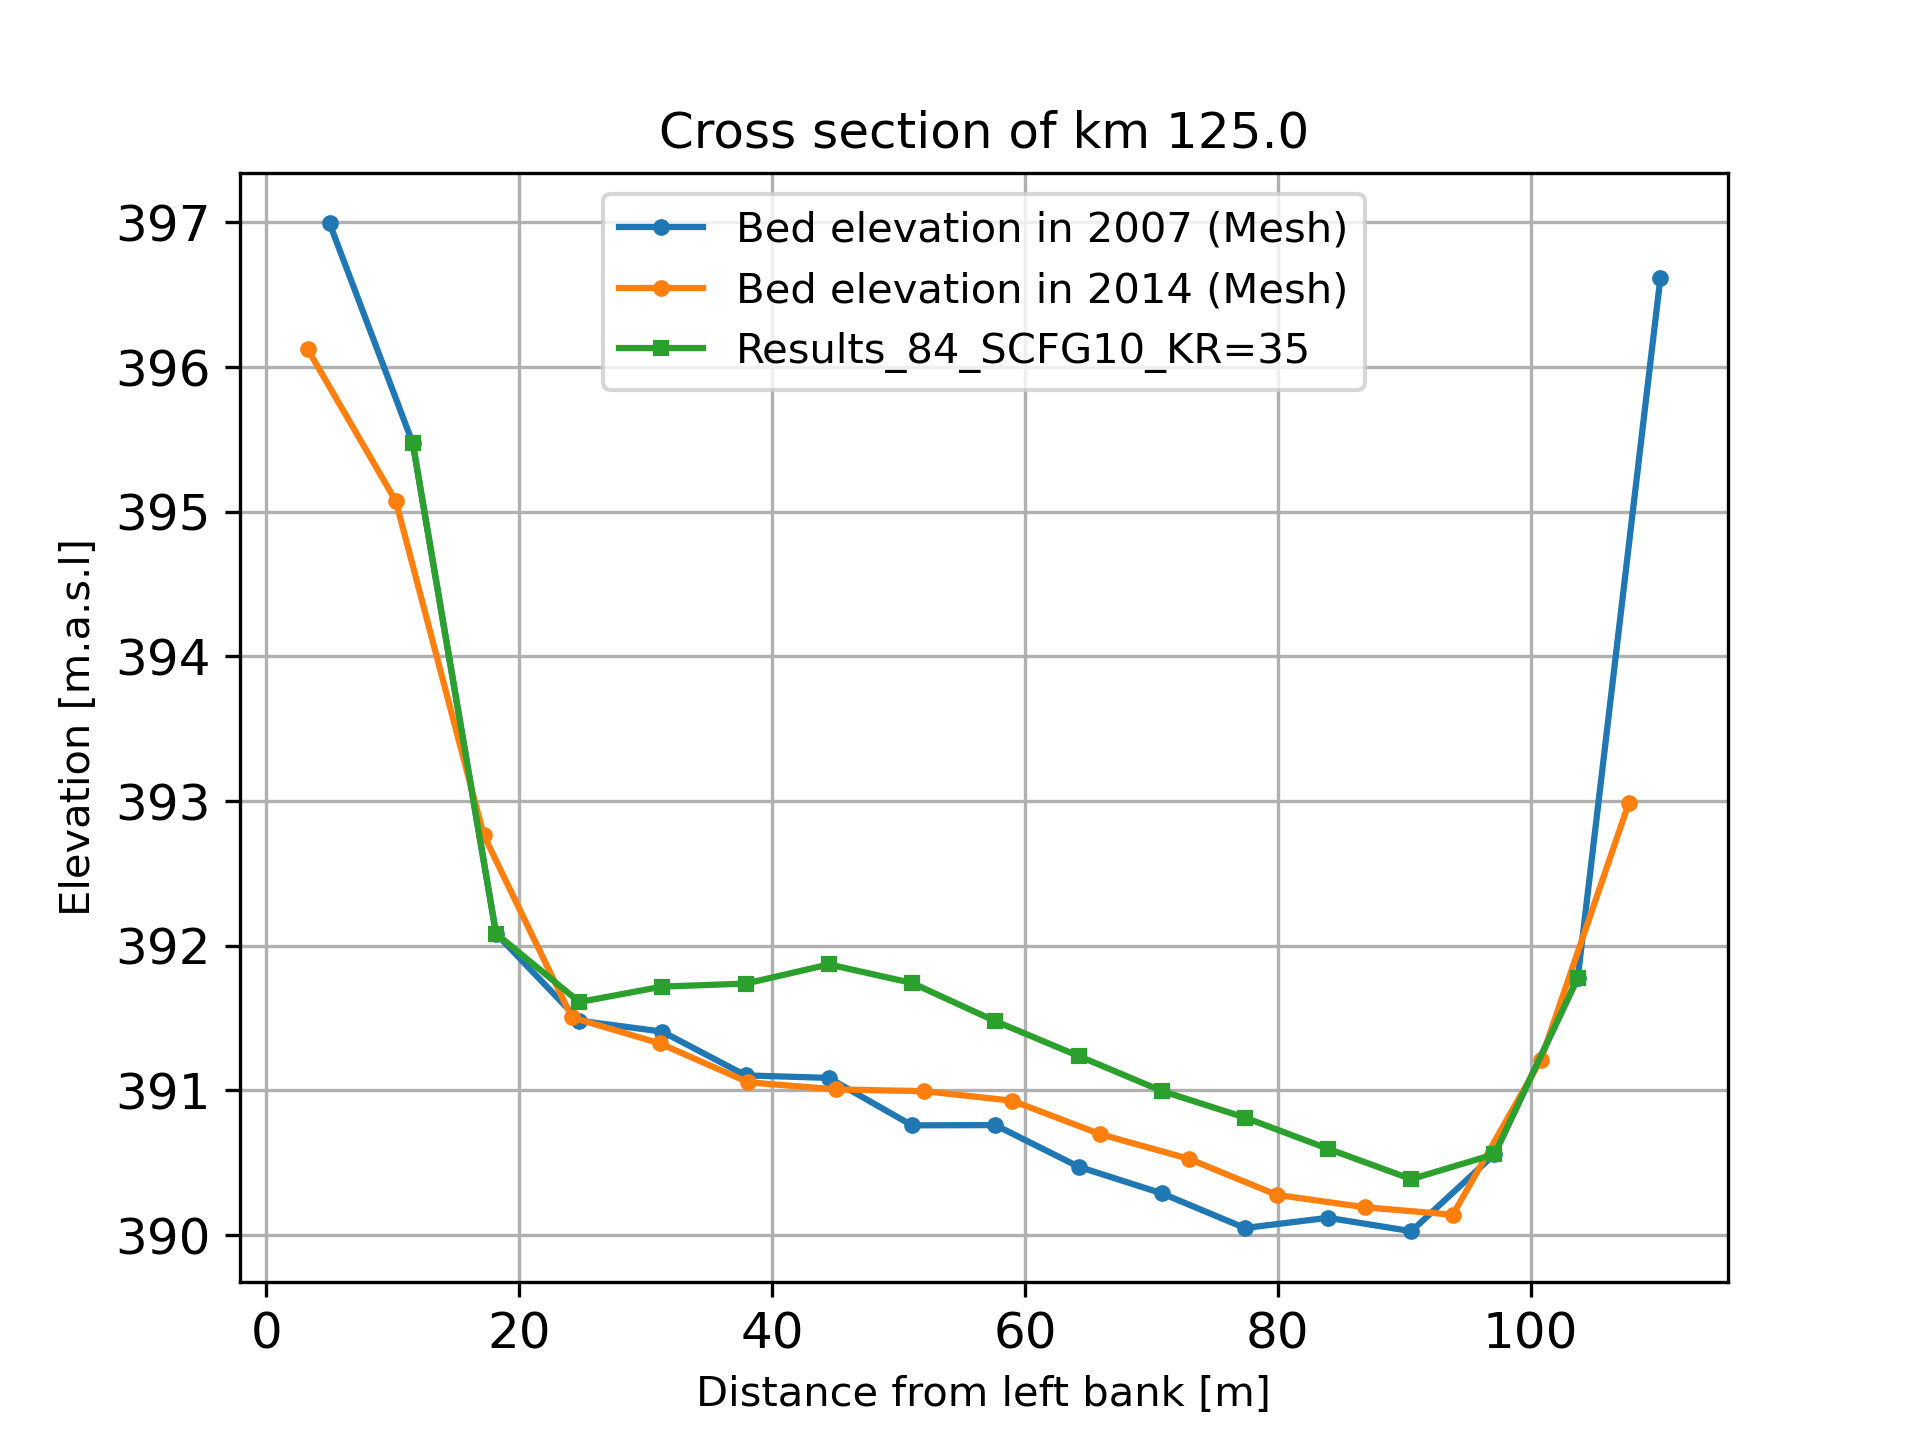 Cross section of km 125.0
Bed elevation in 2007 (Mesh)
Bed elevation in 2014 (Mesh)
Results_84_SCFG10_KR=35
Elevation [m.a.s.l]
397
396
395
394
393
392
391
390
0 20 40 60 80 100
Distance from left bank [m]